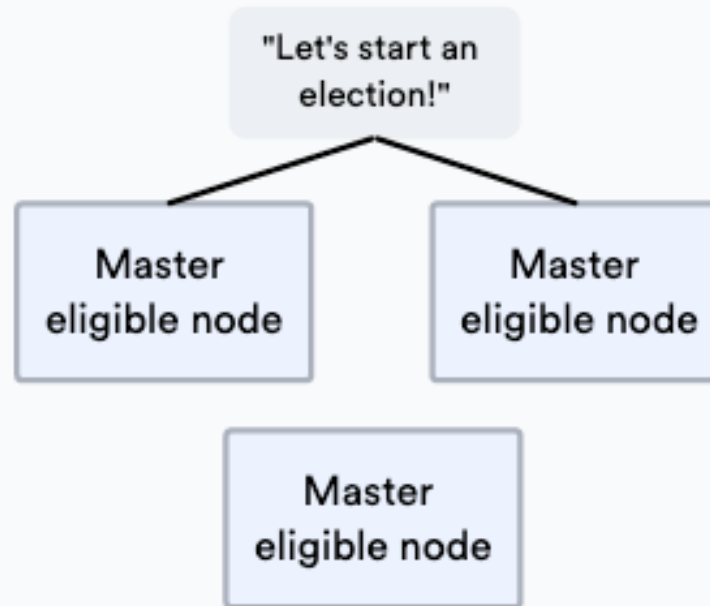 "Let's start an
election!"
Master
eligible node
Master
eligible node
Master
eligible node